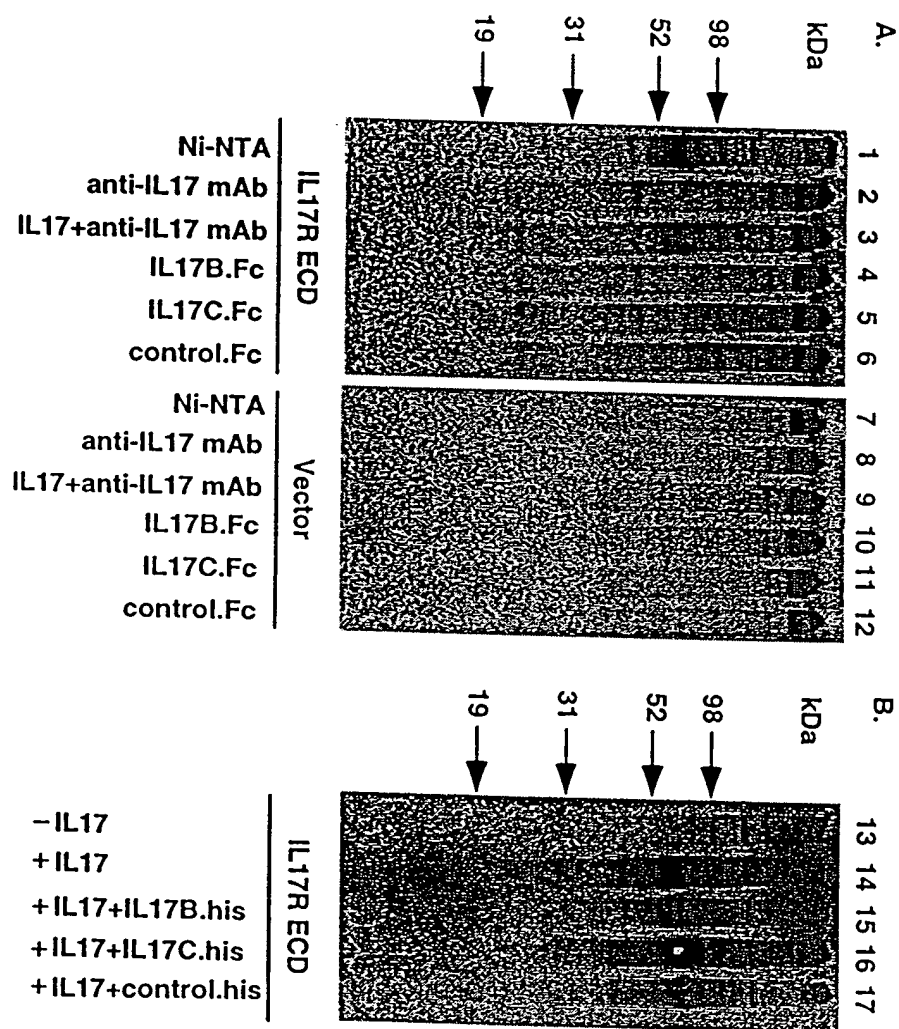 A.
kDa
98
52
31
19
1
2
3
4
5
6
Ni-NTA
anti-IL17 mAb
IL17+anti-IL17 mAb
IL17B.Fc
IL17C.Fc
control.Fc
IL17R ECD
7
8
9
10
11
12
Ni-NTA
anti-IL17 mAb
IL17+anti-IL17 mAb
IL17B.Fc
IL17C.Fc
control.Fc
Vector
B.
kDa
98
52
31
19
13
14
15
16
17
–IL17
+IL17
+IL17+IL17B.his
+IL17+IL17C.his
+IL17+control.his
IL17R ECD